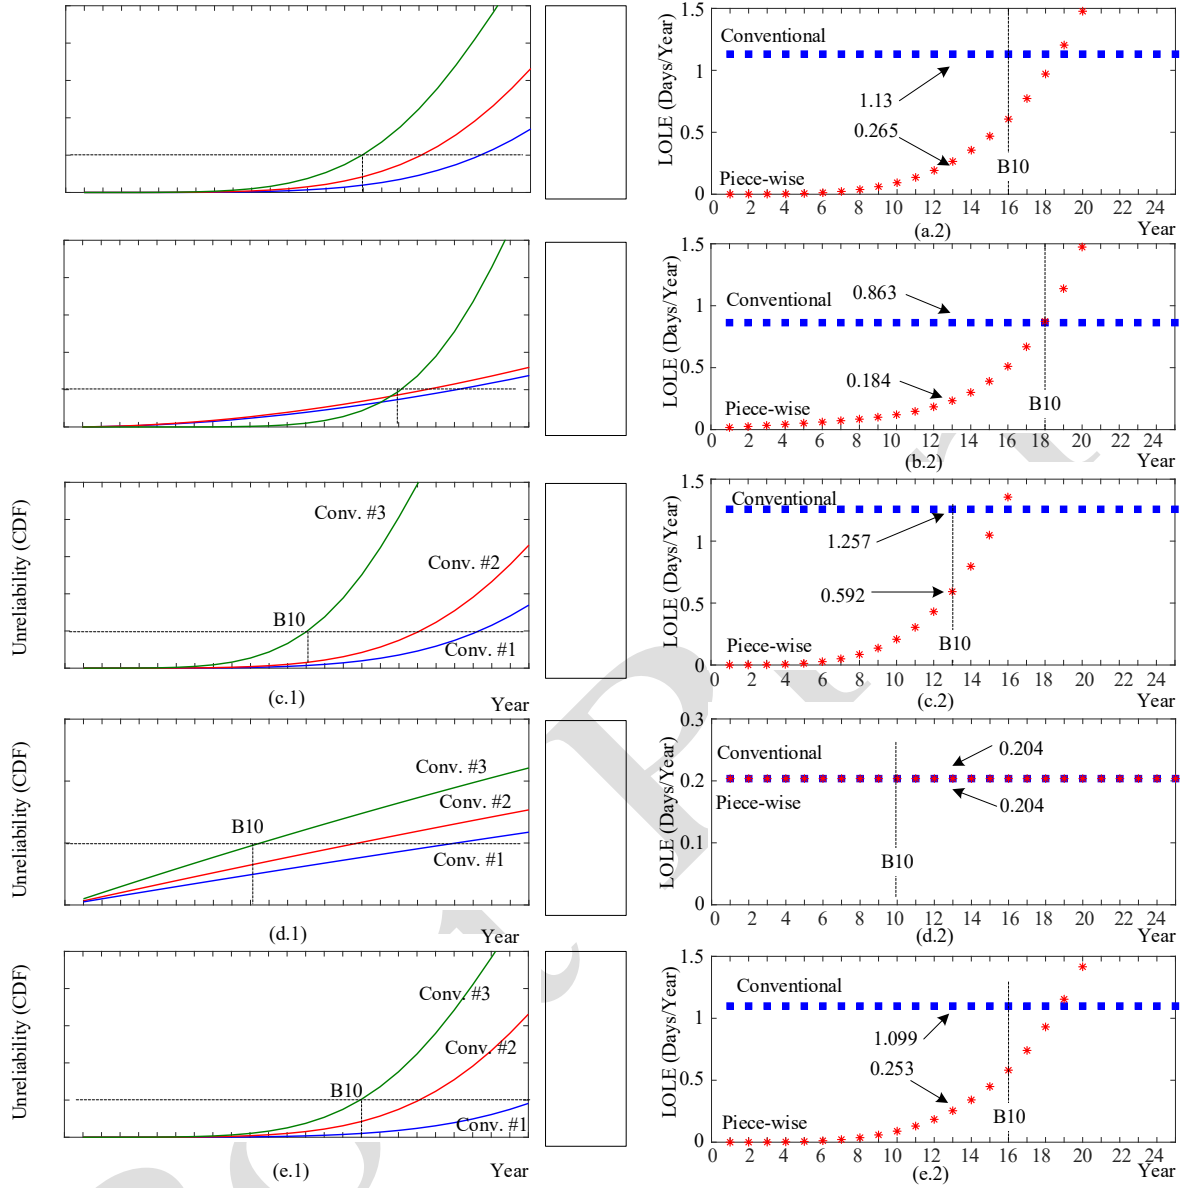 LOLE (Days/Year)
1.5
1
0.5
0
Conventional
1.13
0.265
B10
Piece-wise
0 2 4 6 8 10 12 14 16 18 20 22 24
(a.2)
Year
LOLE (Days/Year)
1.5
1
0.5
0
Conventional
0.863
0.184
B10
Piece-wise
0 2 4 6 8 10 12 14 16 18 20 22 24
(b.2)
Year
Unreliability (CDF)
Conv. #3
Conv. #2
B10
Conv. #1
(c.1)
Year
LOLE (Days/Year)
1.5
1
0.5
0
Conventional
1.257
0.592
B10
Piece-wise
0 2 4 6 8 10 12 14 16 18 20 22 24
(c.2)
Year
Unreliability (CDF)
Conv. #3
Conv. #2
B10
Conv. #1
(d.1)
Year
LOLE (Days/Year)
0.3
0.2
0.1
0
Conventional
0.204
Piece-wise
0.204
B10
0 2 4 6 8 10 12 14 16 18 20 22 24
(d.2)
Year
Unreliability (CDF)
Conv. #3
Conv. #2
B10
Conv. #1
(e.1)
Year
LOLE (Days/Year)
1.5
1
0.5
0
Conventional
1.099
0.253
B10
Piece-wise
0 2 4 6 8 10 12 14 16 18 20 22 24
(e.2)
Year